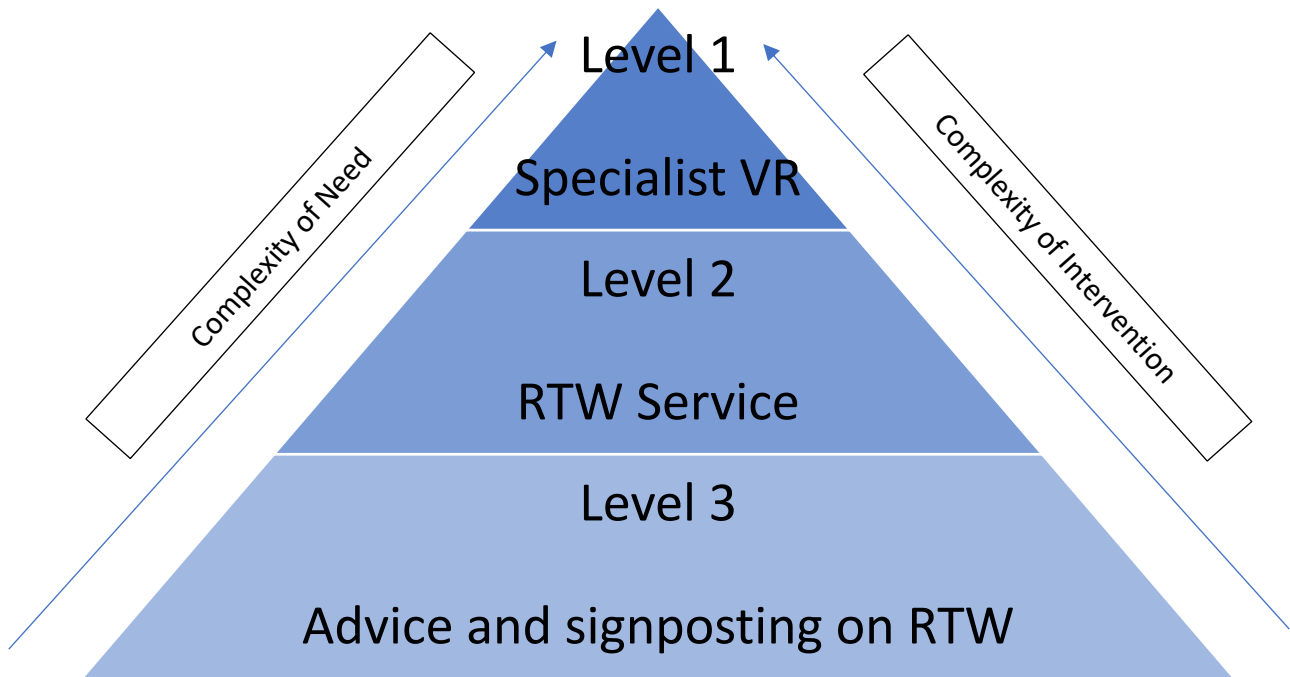 Level 1
Specialist VR
Level 2
RTW Service
Level 3
Advice and signposting on RTW
Complexity of Need
Complexity of Intervention